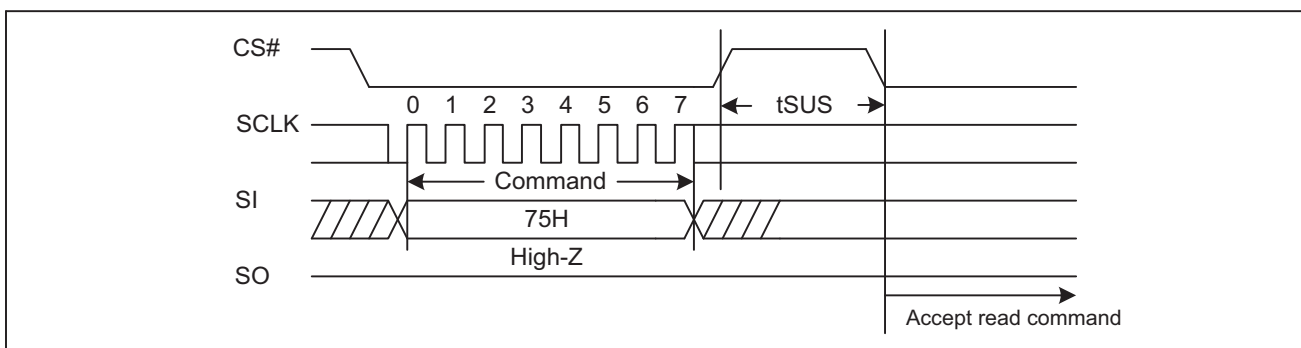 CS#
0 1 2 3 4 5 6 7
tSUS
SCLK
Command
SI
75H
High-Z
SO
Accept read command